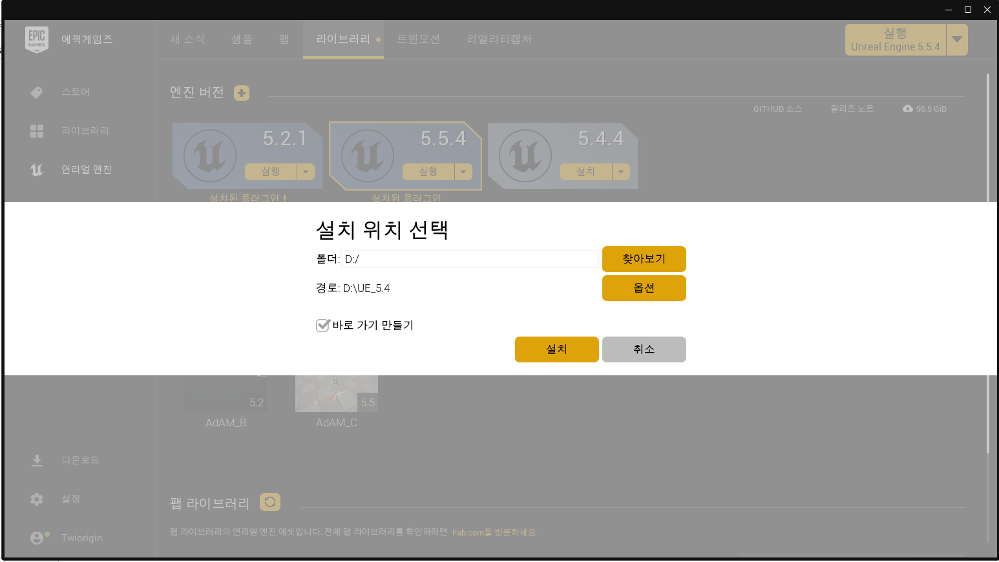 EPIC GAMES
에픽게임즈
새 소식
샘플
팹
라이브러리
트윈모션
리얼리티캡처
실행
Unreal Engine 5.5.4
스토어
라이브러리
언리얼 엔진
엔진 버전
GITHUB 소스
릴리즈 노트
95.5 GiB
5.2.1
실행
설치된 플러그인 !
5.5.4
실행
설치된 플러그인
5.4.4
설치
설치 위치 선택
폴더: D:/
찾아보기
경로: D:\UE_5.4
옵션
바로 가기 만들기
설치
취소
5.2
AdAM_B
5.5
AdAM_C
다운로드
설정
Twiorigin
팹 라이브러리
팹 라이브러리의 언리얼 엔진 에셋입니다. 전체 팹 라이브러리를 확인하려면 Fab.com을 방문하세요.